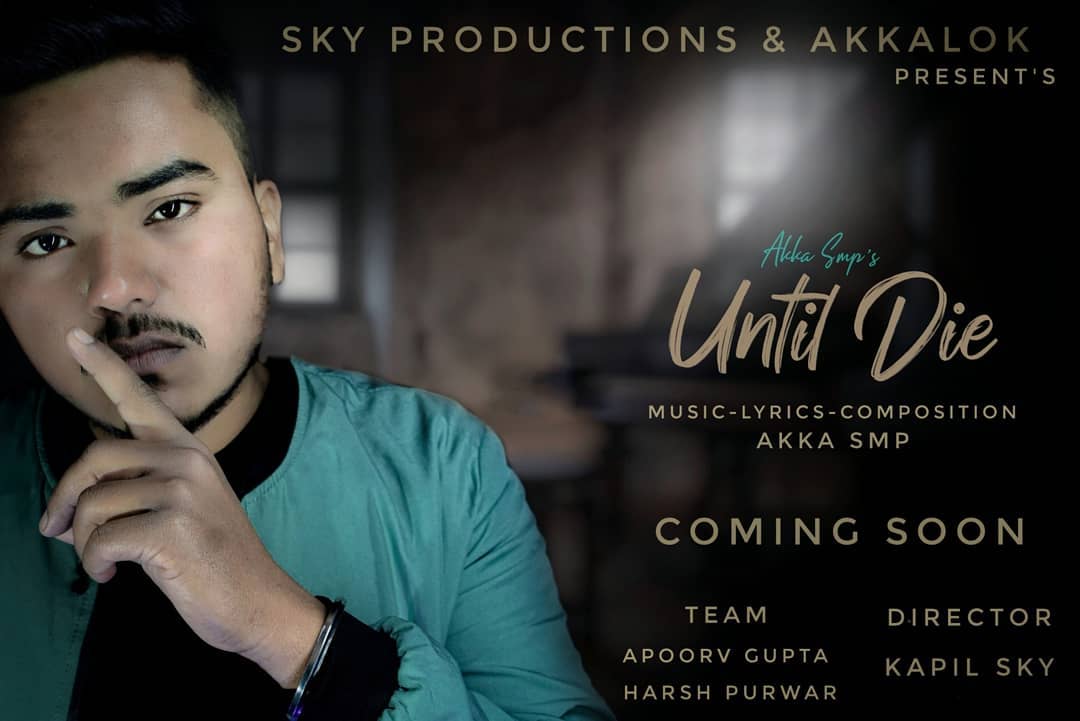 SKY PRODUCTIONS & AKKALOK
PRESENT'S
Akka Smp's
Until Die
MUSIC-LYRICS-COMPOSITION
AKKA SMP
COMING SOON
TEAM
APOORV GUPTA
HARSH PURWAR
DIRECTOR
KAPIL SKY